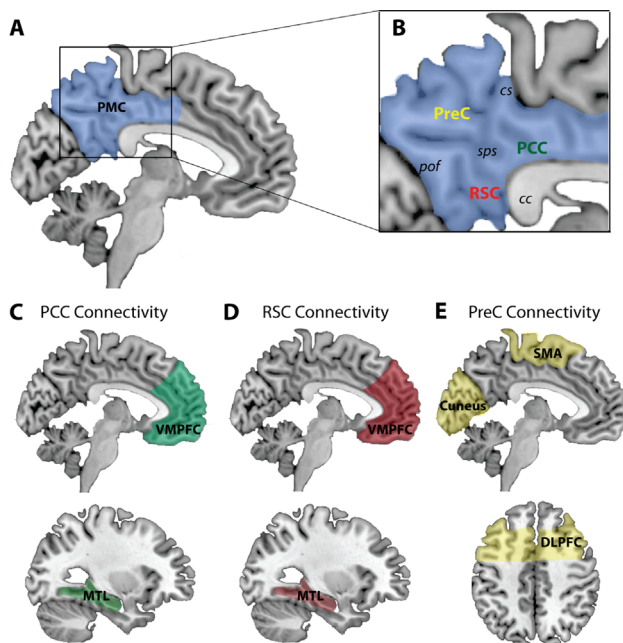 A
PMC
B
cs
PreC
sps
PCC
pof
RSC
cc
C PCC Connectivity
VMPFC
MTL
D RSC Connectivity
VMPFC
MTL
E PreC Connectivity
SMA
Cuneus
DLPFC